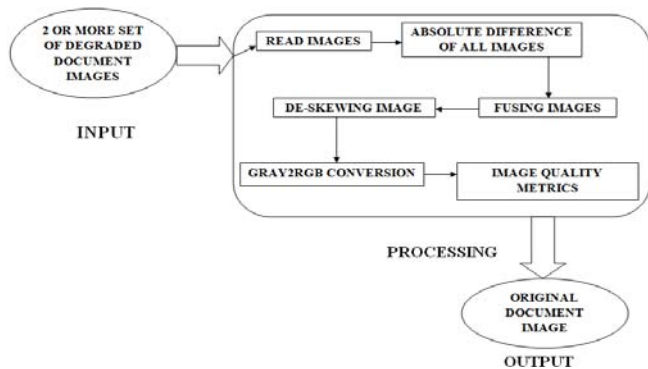 2 OR MORE SET
OF DEGRADED
DOCUMENT
IMAGES
INPUT
READ IMAGES
ABSOLUTE DIFFERENCE
OF ALL IMAGES
FUSING IMAGES
DE-SKEWING IMAGE
GRAY2RGB CONVERSION
IMAGE QUALITY
METRICS
PROCESSING
ORIGINAL
DOCUMENT
IMAGE
OUTPUT